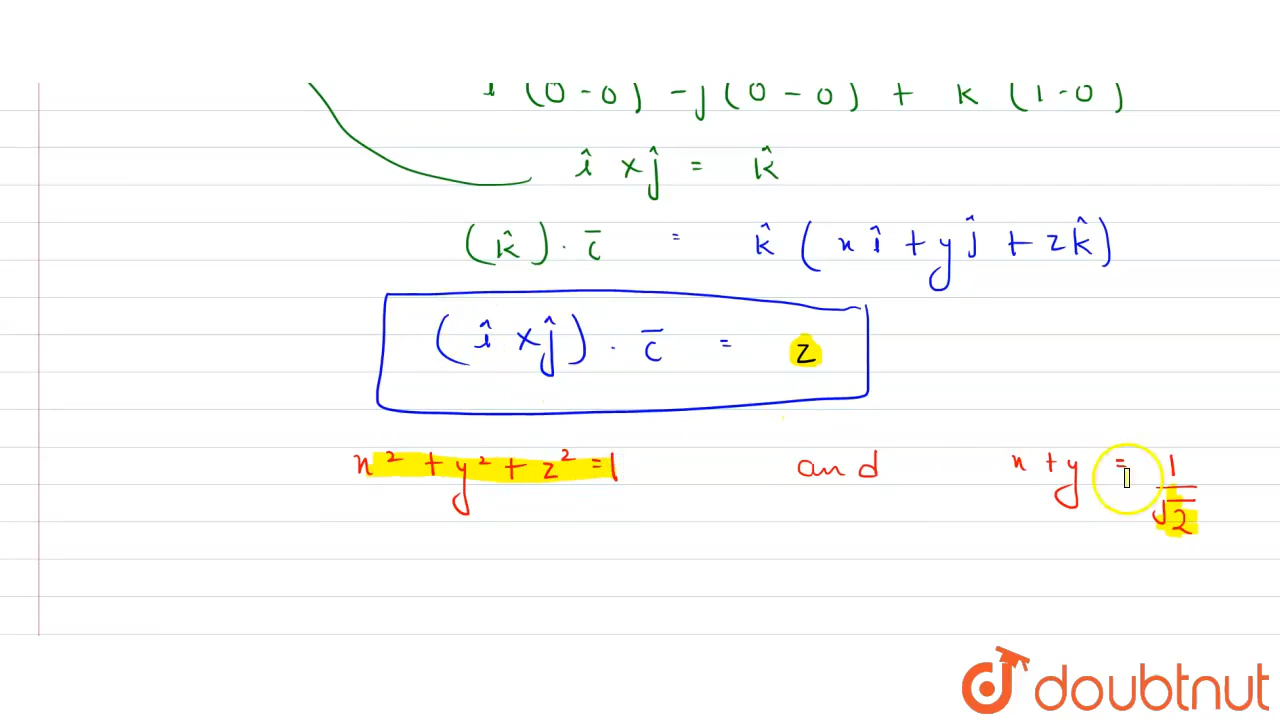 i (0-0) - j (0-0) + k (1-0)
î × ĵ = k̂
(k̂) · c̄ = k̂ (xî + yĵ + zk̂)
(î × ĵ) · c̄ = z
x² + y² + z² = 1 and x + y = 1/√2
doubtnut